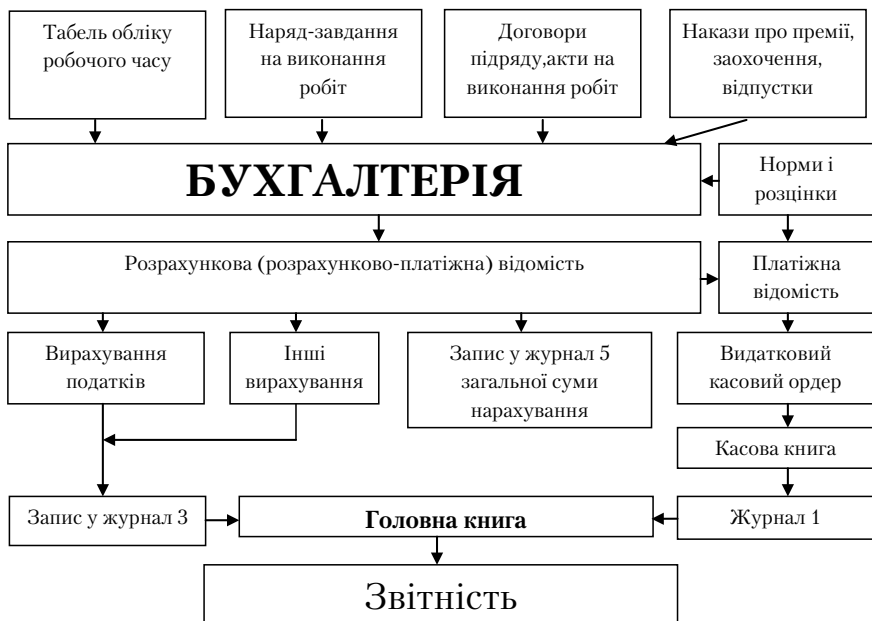 Табель обліку
робочого часу
Наряд-завдання
на виконання
робіт
Договори
підряду,акти на
виконання робіт
Накази про премії,
заохочення,
відпустки
БУХГАЛТЕРІЯ
Норми і
розцінки
Розрахункова (розрахунково-платіжна) відомість
Платіжна
відомість
Вирахування
податків
Інші
вирахування
Запис у журнал 5
загальної суми
нарахування
Видатковий
касовий ордер
Касова книга
Запис у журнал 3
Головна книга
Журнал 1
Звітність